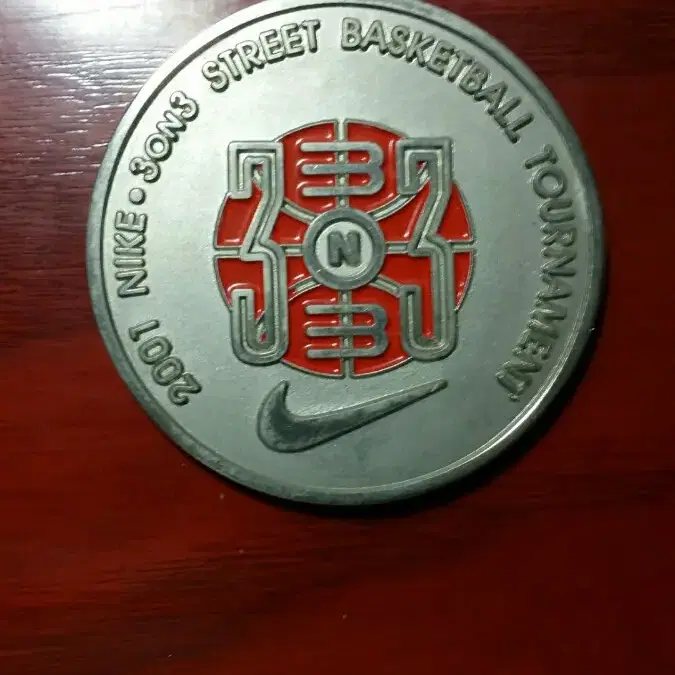 2001 NIKE • 3ON3 STREET BASKETBALL TOURNAMENT
3 N 3